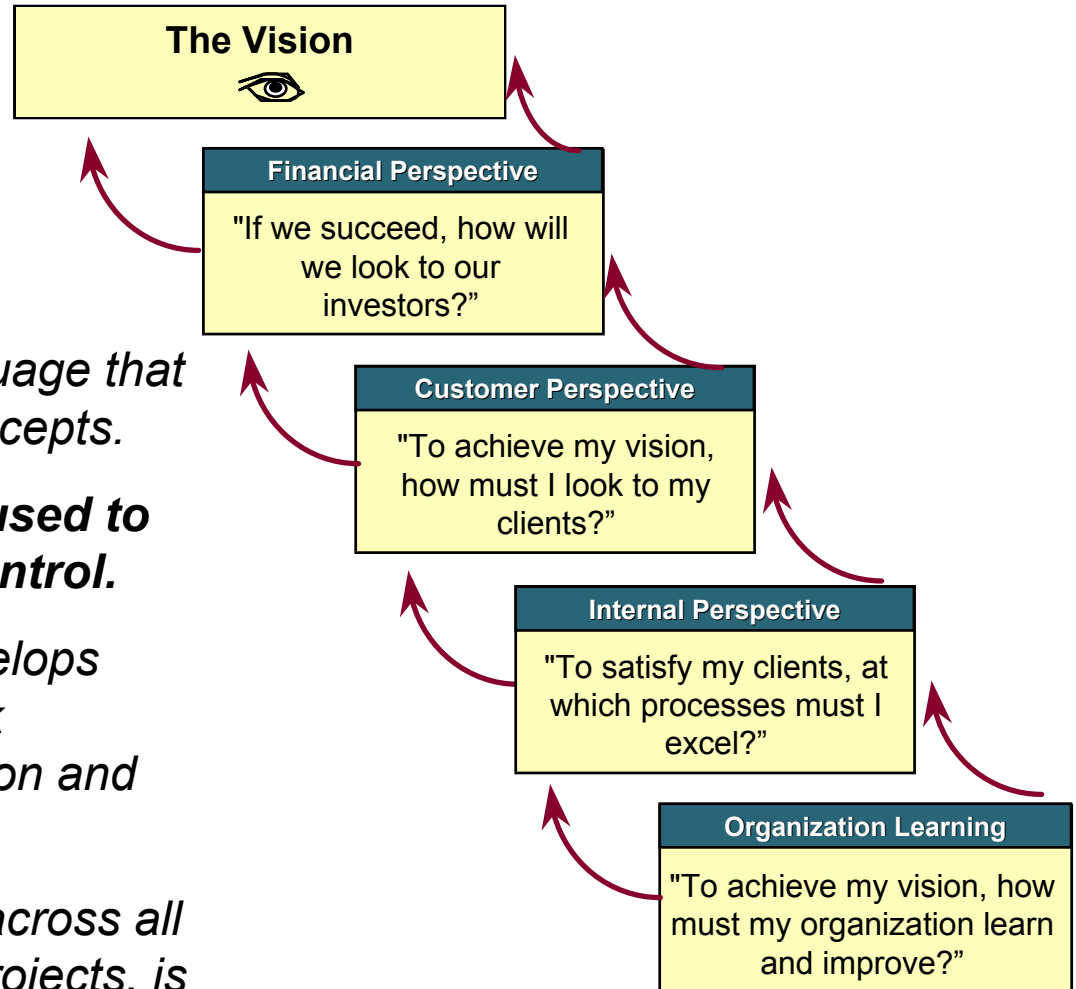 The Vision
Financial Perspective
"If we succeed, how will
we look to our
investors?”
Customer Perspective
"To achieve my vision,
how must I look to my
clients?”
Internal Perspective
"To satisfy my clients, at
which processes must I
excel?”
Organization Learning
"To achieve my vision, how
must my organization learn
and improve?”
uage that
cepts.
used to
ntrol.
elops
on and
across all
rojects, is